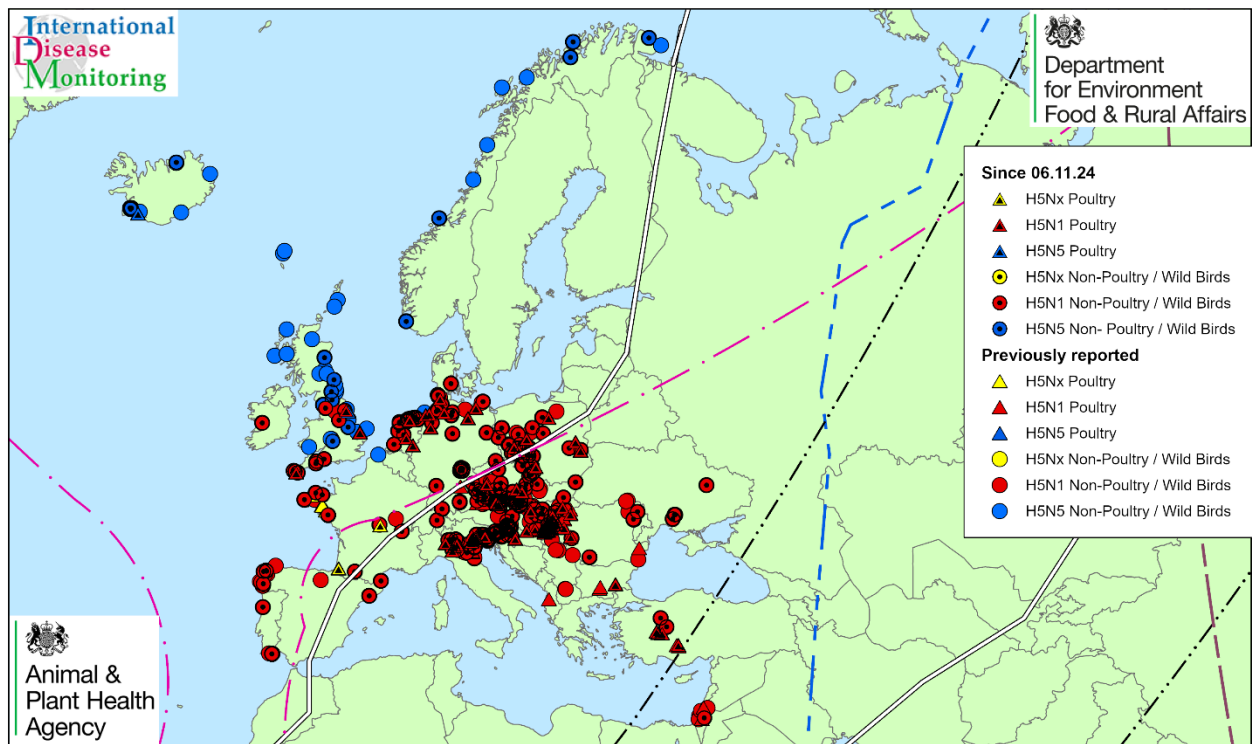 International
Disease
Monitoring
Department
for Environment
Food & Rural Affairs
Since 06.11.24
H5Nx Poultry
H5N1 Poultry
H5N5 Poultry
H5Nx Non-Poultry / Wild Birds
H5N1 Non-Poultry / Wild Birds
H5N5 Non- Poultry / Wild Birds
Previously reported
H5Nx Poultry
H5N1 Poultry
H5N5 Poultry
H5Nx Non-Poultry / Wild Birds
H5N1 Non-Poultry / Wild Birds
H5N5 Non-Poultry / Wild Birds
Animal &
Plant Health
Agency